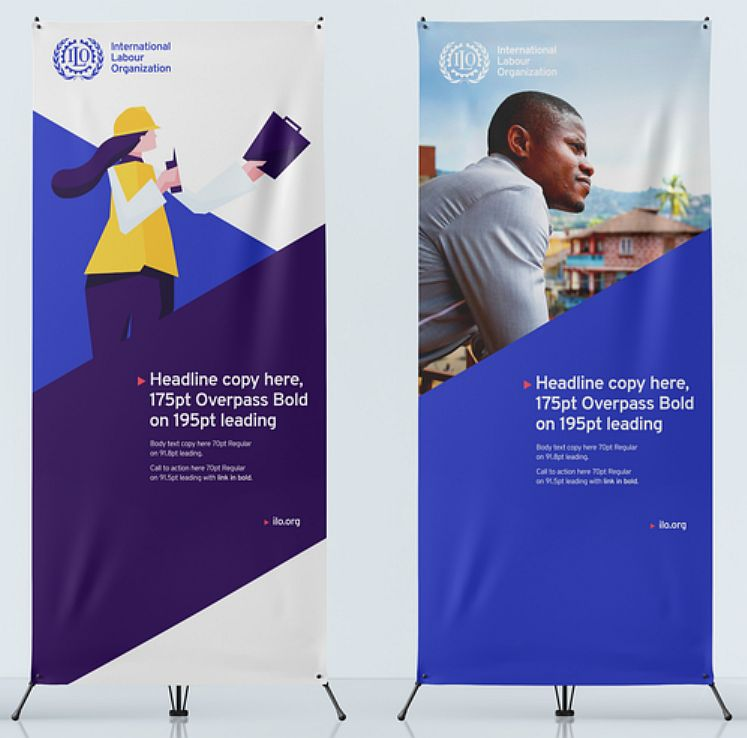 ILO
International
Labour
Organization
Headline copy here,
175pt Overpass Bold
on 195pt leading
Body text copy here 70pt Regular
on 91.8pt leading.
Call to action here 70pt Regular
on 91.5pt leading with link in bold.
ilo.org
ILO
International
Labour
Organization
Headline copy here,
175pt Overpass Bold
on 195pt leading
Body text copy here 70pt Regular
on 91.8pt leading.
Call to action here 70pt Regular
on 91.5pt leading with link in bold.
ilo.org